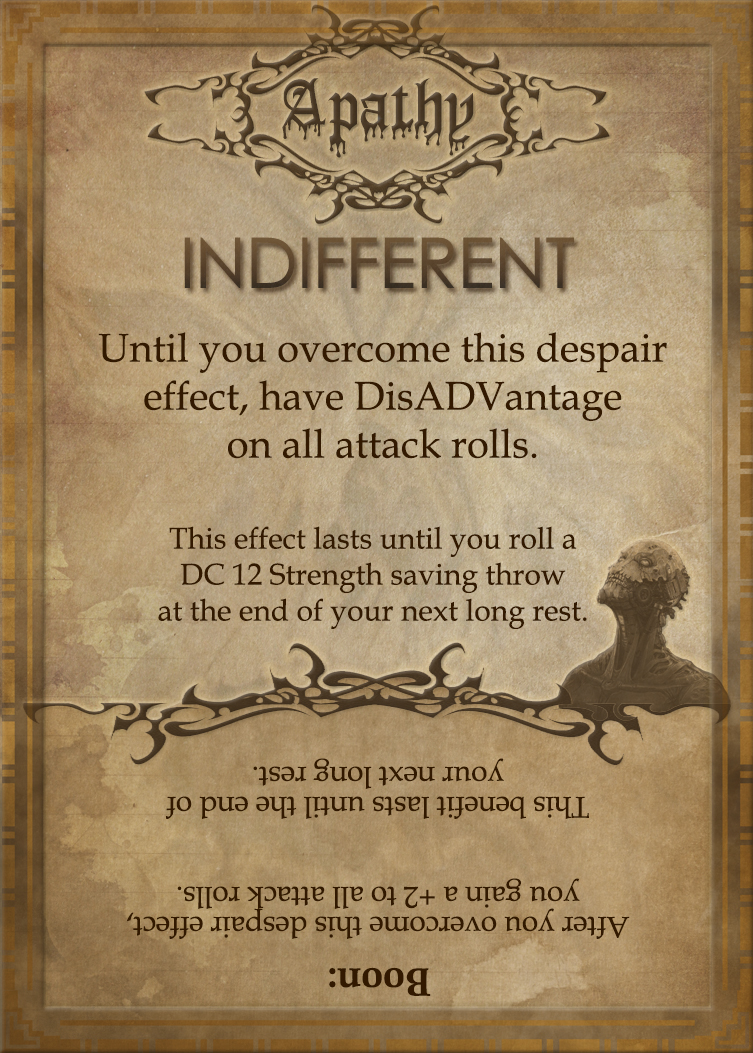 Apathy
INDIFFERENT
Until you overcome this despair
effect, have DisADVantage
on all attack rolls.
This effect lasts until you roll a
DC 12 Strength saving throw
at the end of your next long rest.
Boon:
After you overcome this despair effect,
you gain a +2 to all attack rolls.
This benefit lasts until the end of
your next long rest.